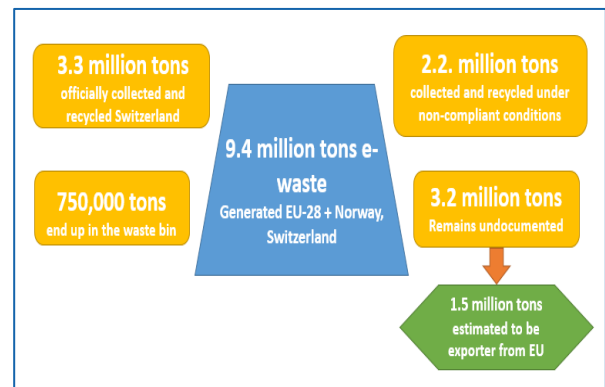 3.3 million tons
officially collected and
recycled Switzerland
750,000 tons
end up in the waste bin
9.4 million tons e-
waste
Generated EU-28 + Norway,
Switzerland
2.2. million tons
collected and recycled under
non-compliant conditions
3.2 million tons
Remains undocumented
1.5 million tons
estimated to be
exporter from EU